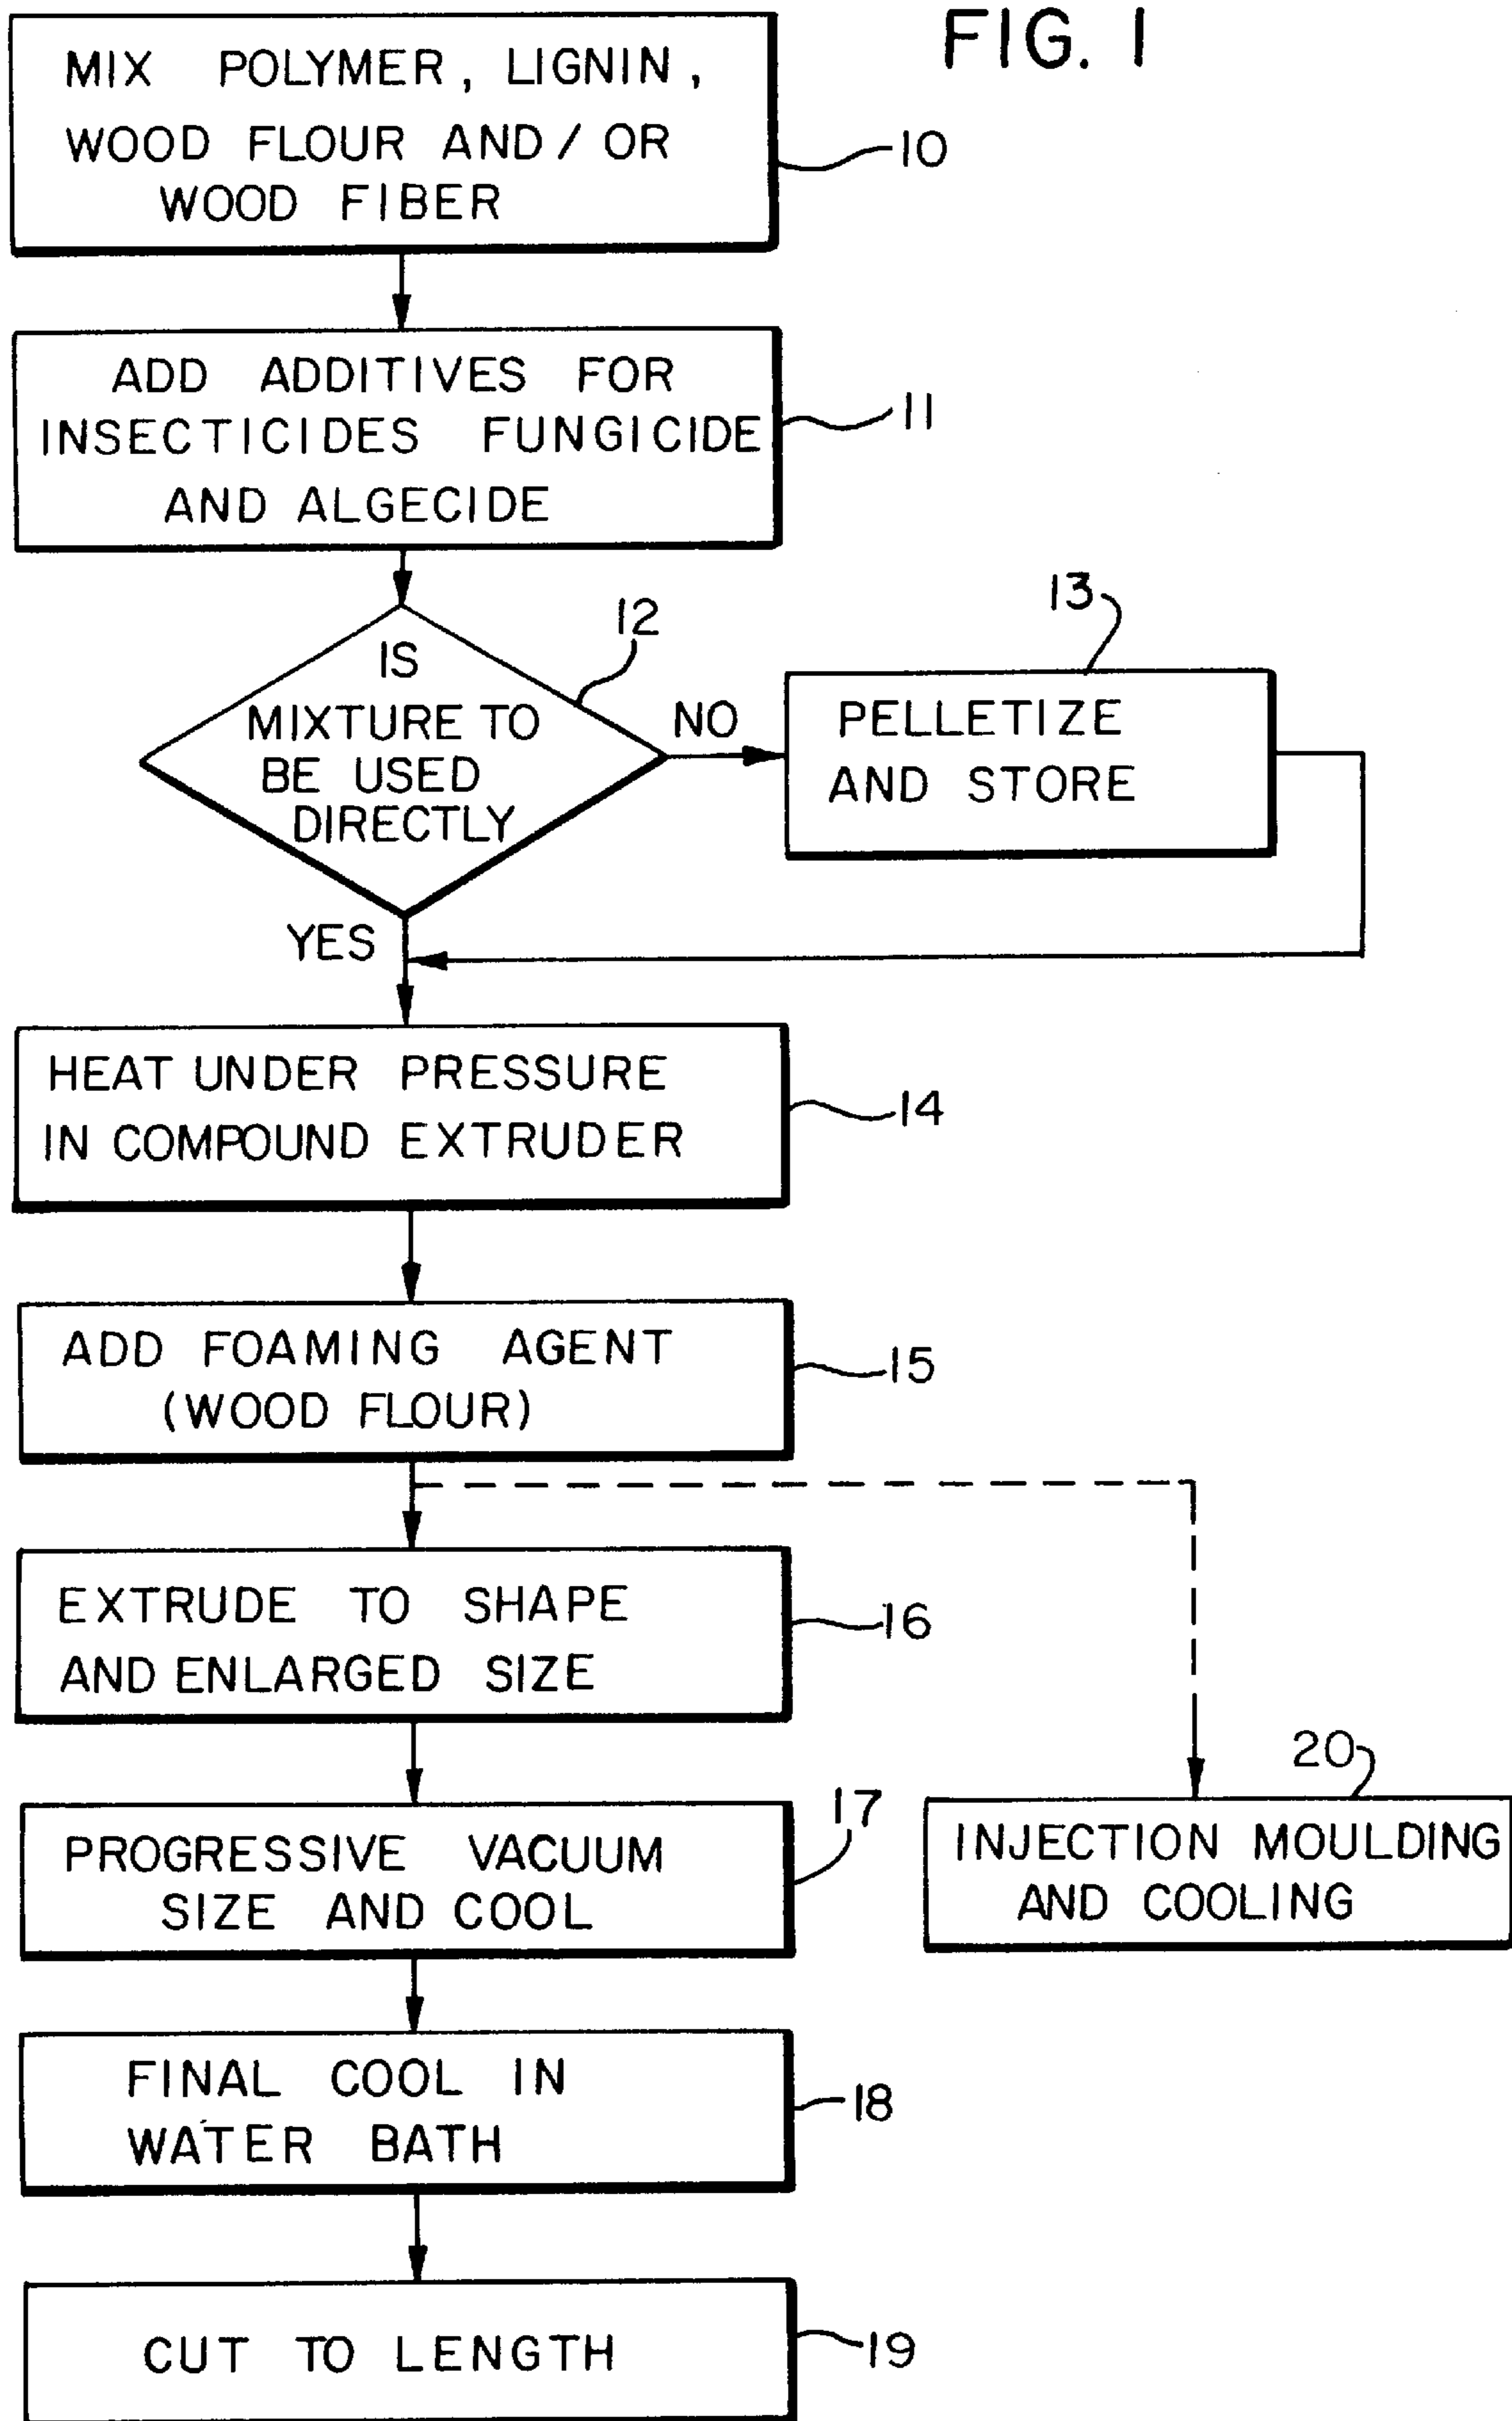 FIG. 1
MIX POLYMER, LIGNIN,
WOOD FLOUR AND/OR
WOOD FIBER
10
ADD ADDITIVES FOR
INSECTICIDES FUNGICIDE
AND ALGECIDE
11
12
IS
MIXTURE TO
BE USED
DIRECTLY
NO
13
PELLETIZE
AND STORE
YES
HEAT UNDER PRESSURE
IN COMPOUND EXTRUDER
14
ADD FOAMING AGENT
(WOOD FLOUR)
15
EXTRUDE TO SHAPE
AND ENLARGED SIZE
16
PROGRESSIVE VACUUM
SIZE AND COOL
17
20
INJECTION MOULDING
AND COOLING
FINAL COOL IN
WATER BATH
18
CUT TO LENGTH
19